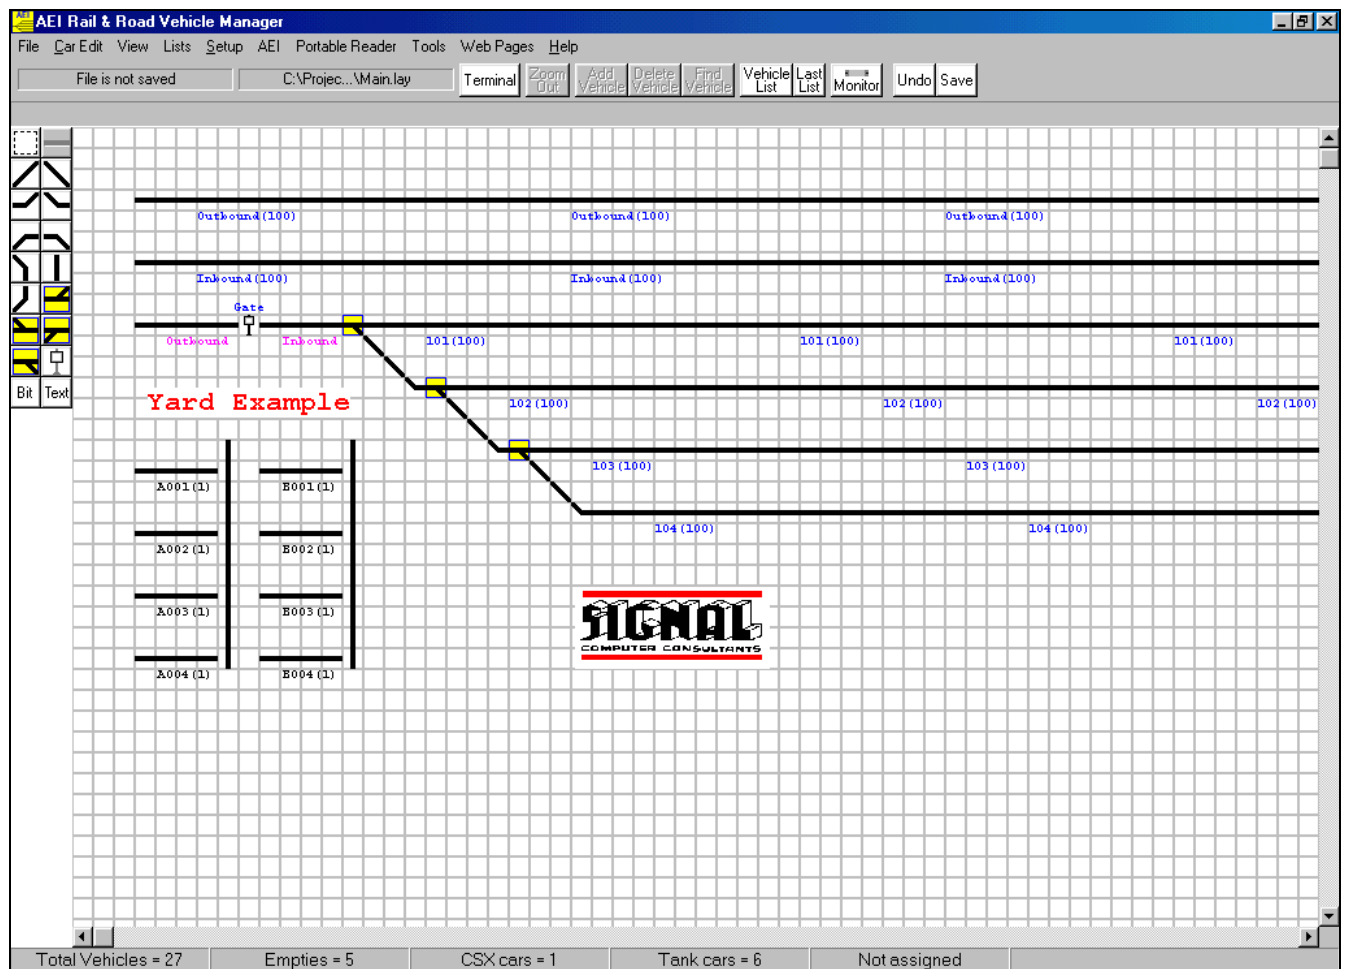 AEI Rail & Road Vehicle Manager
File Car Edit View Lists Setup AEI Portable Reader Tools Web Pages Help
File is not saved C:\Projec...\Main.lay Terminal Zoom Out Add Vehicle Delete Vehicle Find Vehicle Vehicle List Last List Monitor Undo Save
Outbound(100) Outbound(100) Outbound(100)
Inbound(100) Inbound(100) Inbound(100)
Gate
Outbound Inbound 101(100) 101(100) 101(100)
Bit Text
Yard Example 102(100) 102(100) 102(100)
103(100) 103(100)
A001(1) B001(1)
104(100) 104(100)
A002(1) B002(1)
A003(1) B003(1)
SIGNAL
COMPUTER CONSULTANTS
A004(1) B004(1)
Total Vehicles = 27 Empties = 5 CSX cars = 1 Tank cars = 6 Not assigned